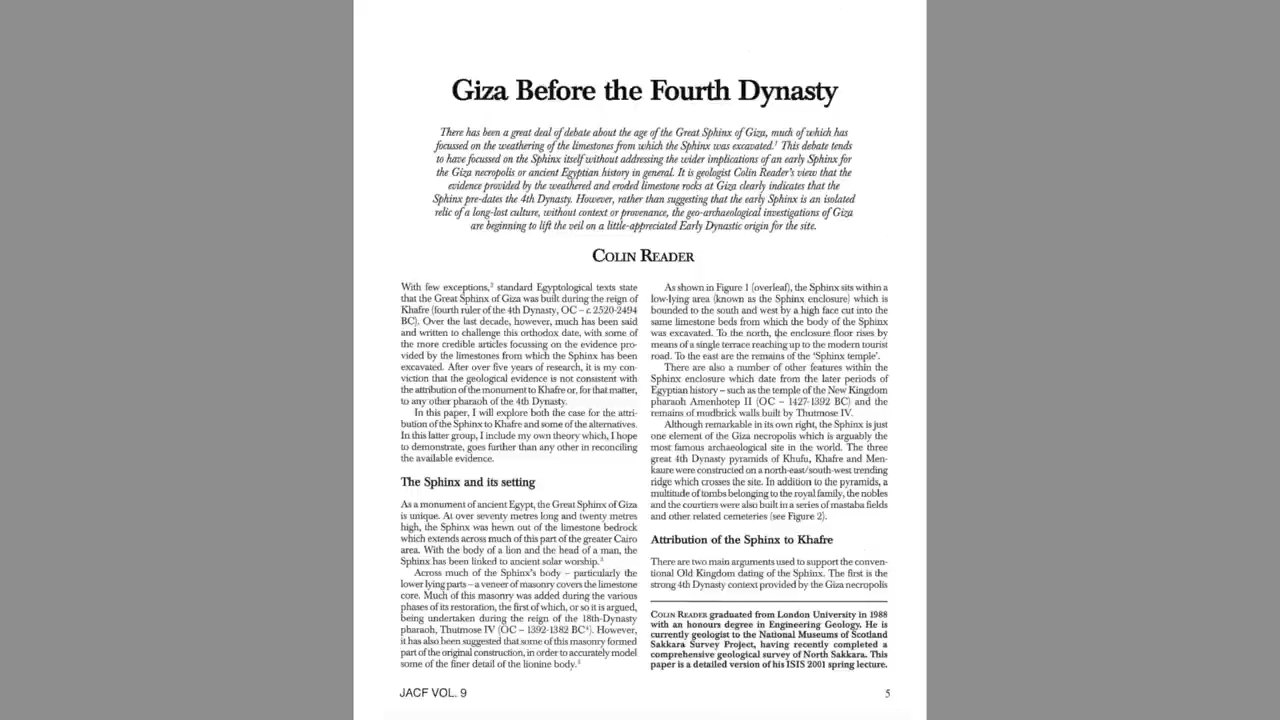 Giza Before the Fourth Dynasty
There has been a great deal of debate about the age of the Great Sphinx of Giza, much of which has
focussed on the weathering of the limestones from which the Sphinx was excavated.¹ This debate tends
to have focussed on the Sphinx itself without addressing the wider implications of an early Sphinx for
the Giza necropolis or ancient Egyptian history in general. It is geologist Colin Reader's view that the
evidence provided by the weathered and eroded limestone rocks at Giza clearly indicates that the
Sphinx pre-dates the 4th Dynasty. However, rather than suggesting that the early Sphinx is an isolated
relic of a long-lost culture, without context or provenance, the geo-archaeological investigations of Giza
are beginning to lift the veil on a little-appreciated Early Dynastic origin for the site.
COLIN READER
With few exceptions,² standard Egyptological texts state
that the Great Sphinx of Giza was built during the reign of
Khafre (fourth ruler of the 4th Dynasty, OC – c. 2520-2494
BC). Over the last decade, however, much has been said
and written to challenge this orthodox date, with some of
the more credible articles focussing on the evidence pro-
vided by the limestones from which the Sphinx has been
excavated. After over five years of research, it is my con-
viction that the geological evidence is not consistent with
the attribution of the monument to Khafre or, for that matter,
to any other pharaoh of the 4th Dynasty.
In this paper, I will explore both the case for the attri-
bution of the Sphinx to Khafre and some of the alternatives.
In this latter group, I include my own theory which, I hope
to demonstrate, goes further than any other in reconciling
the available evidence.
The Sphinx and its setting
As a monument of ancient Egypt, the Great Sphinx of Giza
is unique. At over seventy metres long and twenty metres
high, the Sphinx was hewn out of the limestone bedrock
which extends across much of this part of the greater Cairo
area. With the body of a lion and the head of a man, the
Sphinx has been linked to ancient solar worship.³
Across much of the Sphinx's body – particularly the
lower lying parts – a veneer of masonry covers the limestone
core. Much of this masonry was added during the various
phases of its restoration, the first of which, or so it is argued,
being undertaken during the reign of the 18th-Dynasty
pharaoh, Thutmose IV (OC – 1392-1382 BC⁴). However,
it has also been suggested that some of this masonry formed
part of the original construction, in order to accurately model
some of the finer detail of the lionine body.⁵
As shown in Figure 1 (overleaf), the Sphinx sits within a
low-lying area (known as the Sphinx enclosure) which is
bounded to the south and west by a high face cut into the
same limestone beds from which the body of the Sphinx
was excavated. To the north, the enclosure floor rises by
means of a single terrace reaching up to the modern tourist
road. To the east are the remains of the 'Sphinx temple'.
There are also a number of other features within the
Sphinx enclosure which date from the later periods of
Egyptian history – such as the temple of the New Kingdom
pharaoh Amenhotep II (OC – 1427-1392 BC) and the
remains of mudbrick walls built by Thutmose IV.
Although remarkable in its own right, the Sphinx is just
one element of the Giza necropolis which is arguably the
most famous archaeological site in the world. The three
great 4th Dynasty pyramids of Khufu, Khafre and Men-
kaure were constructed on a north-east/south-west trending
ridge which crosses the site. In addition to the pyramids, a
multitude of tombs belonging to the royal family, the nobles
and the courtiers were also built in a series of mastaba fields
and other related cemeteries (see Figure 2).
Attribution of the Sphinx to Khafre
There are two main arguments used to support the conven-
tional Old Kingdom dating of the Sphinx. The first is the
strong 4th Dynasty context provided by the Giza necropolis
COLIN READER graduated from London University in 1988
with an honours degree in Engineering Geology. He is
currently geologist to the National Museums of Scotland
Sakkara Survey Project, having recently completed a
comprehensive geological survey of North Sakkara. This
paper is a detailed version of his ISIS 2001 spring lecture.
JACF VOL. 9
5